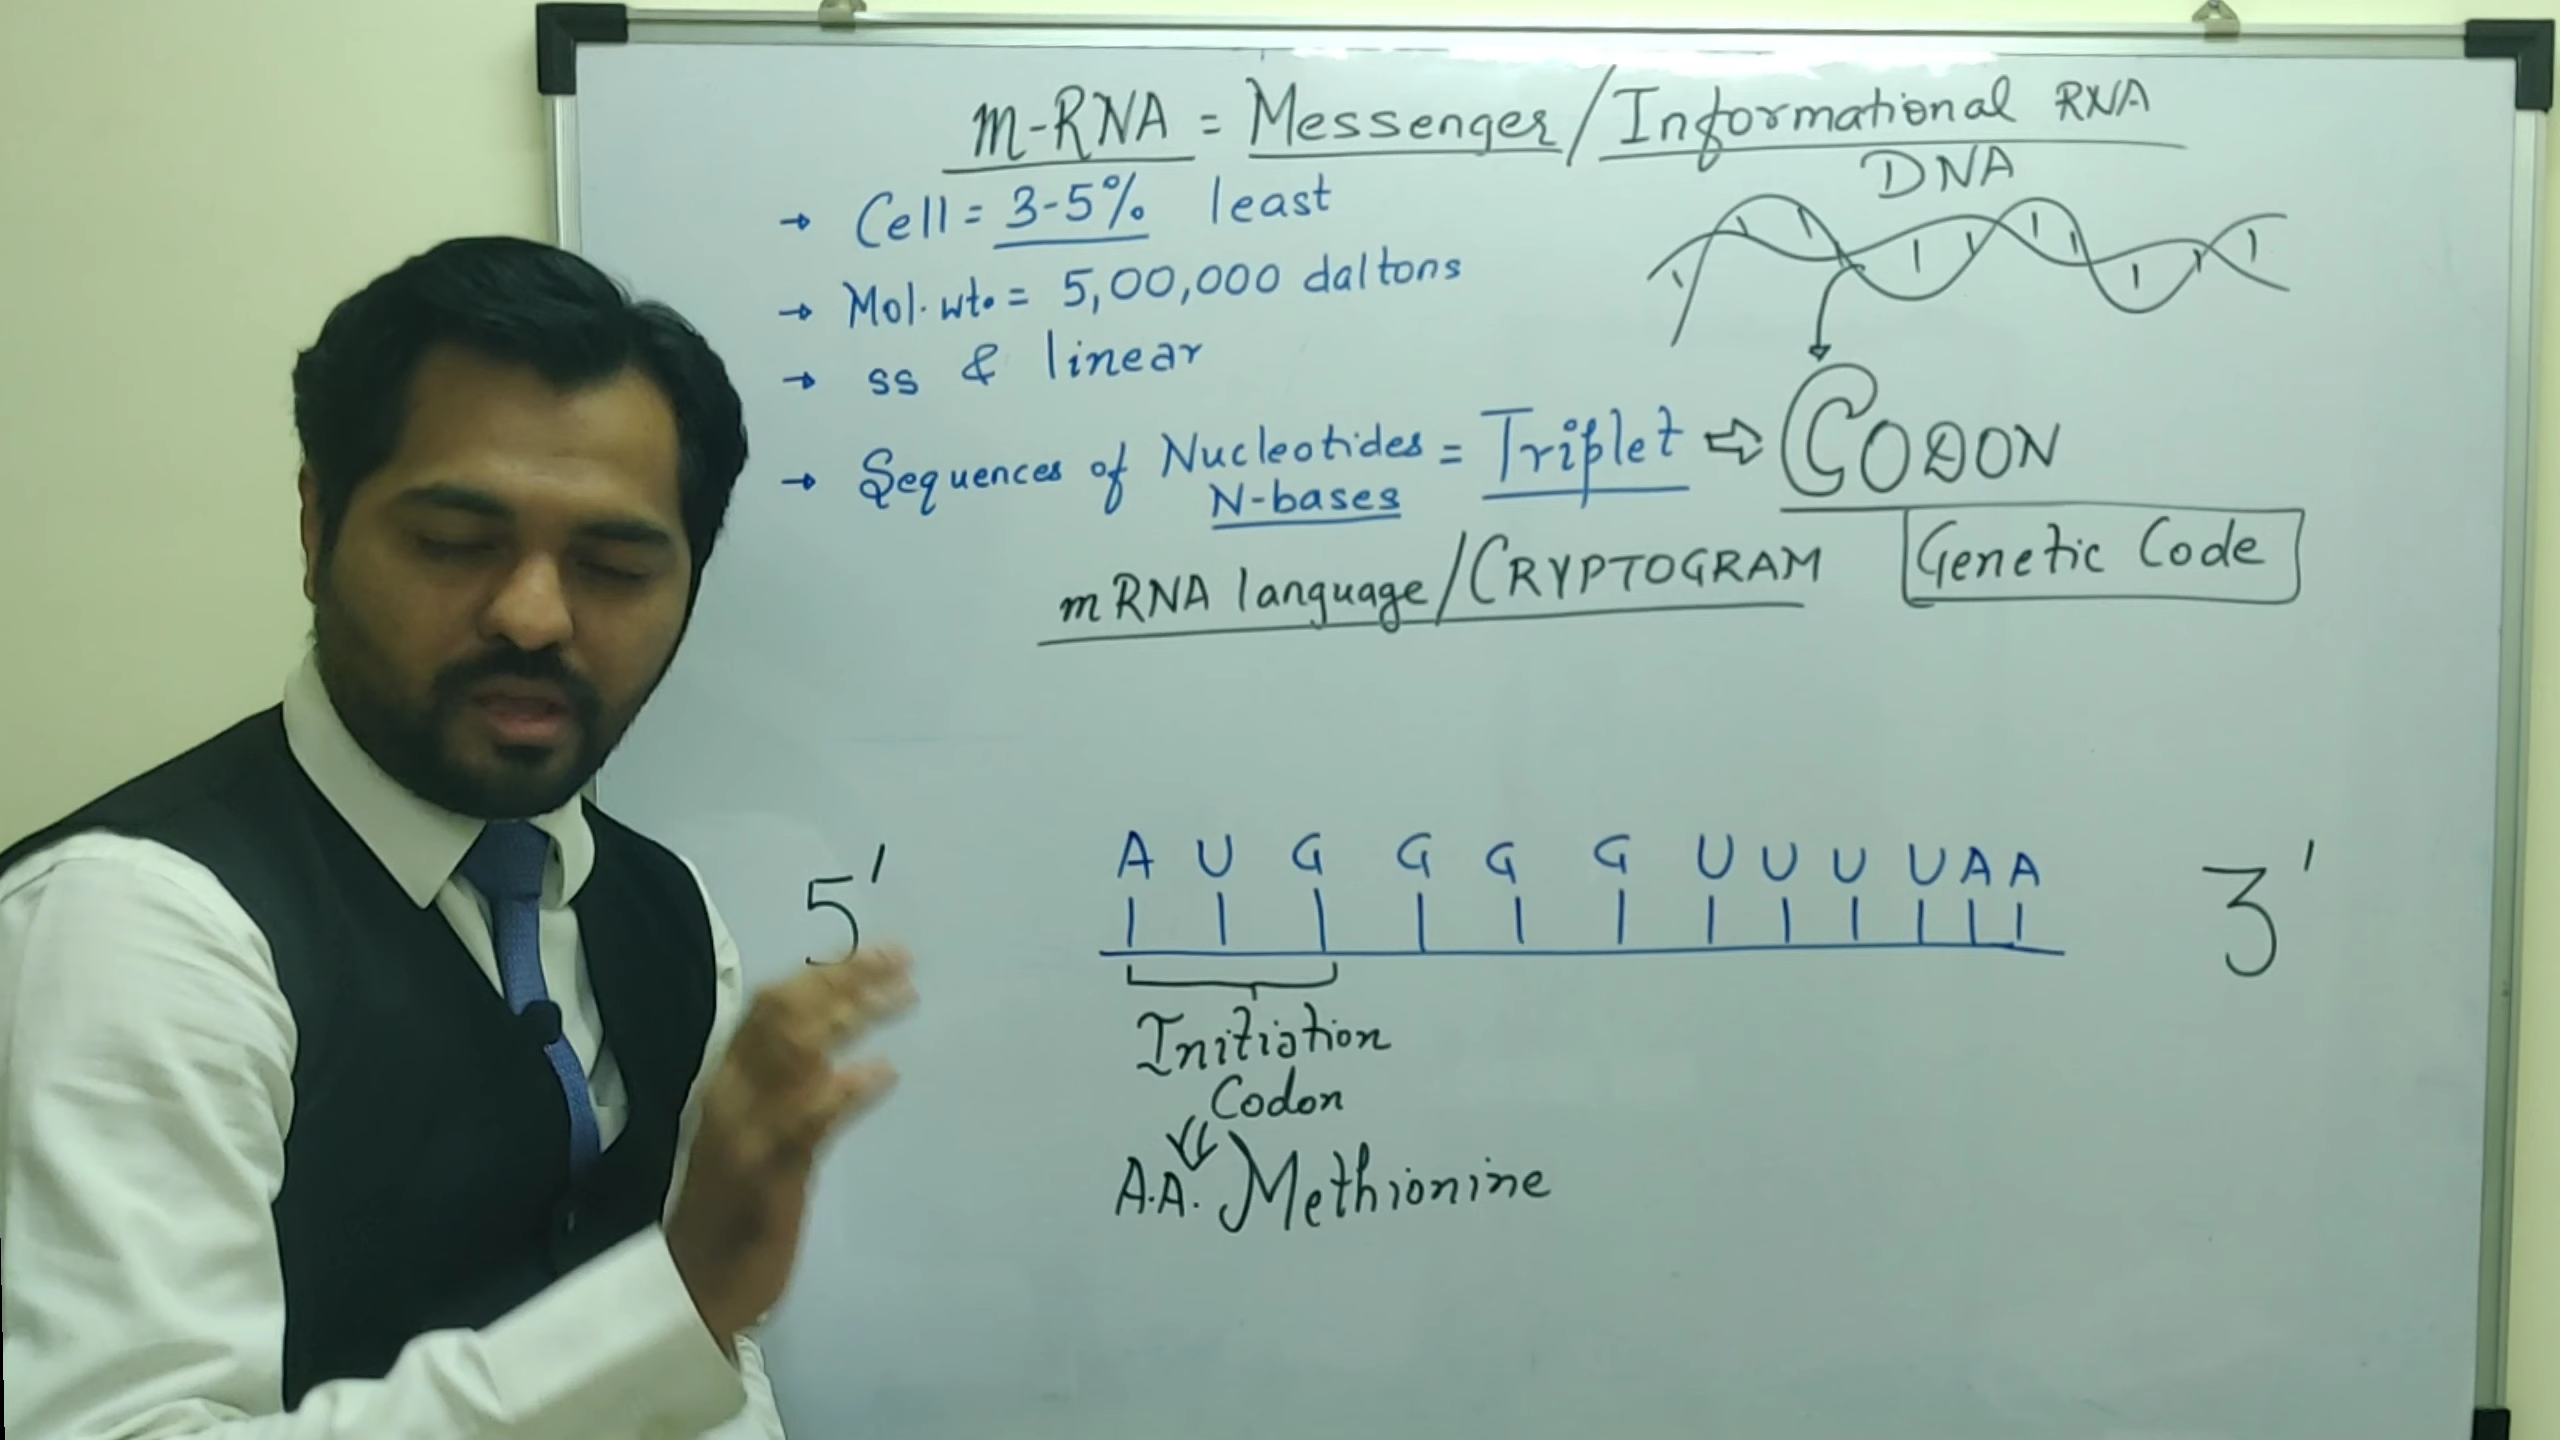 m-RNA = Messenger/Informational RNA
DNA
→ Cell = 3-5% least
→ Mol. wt. = 5,00,000 daltons
→ ss & linear
→ Sequences of Nucleotides = Triplet ⇨ CODON
N-bases
mRNA language/CRYPTOGRAM
Genetic Code
5' A U G G G G U U U U A A 3'
Initiation
Codon
A.A. Methionine